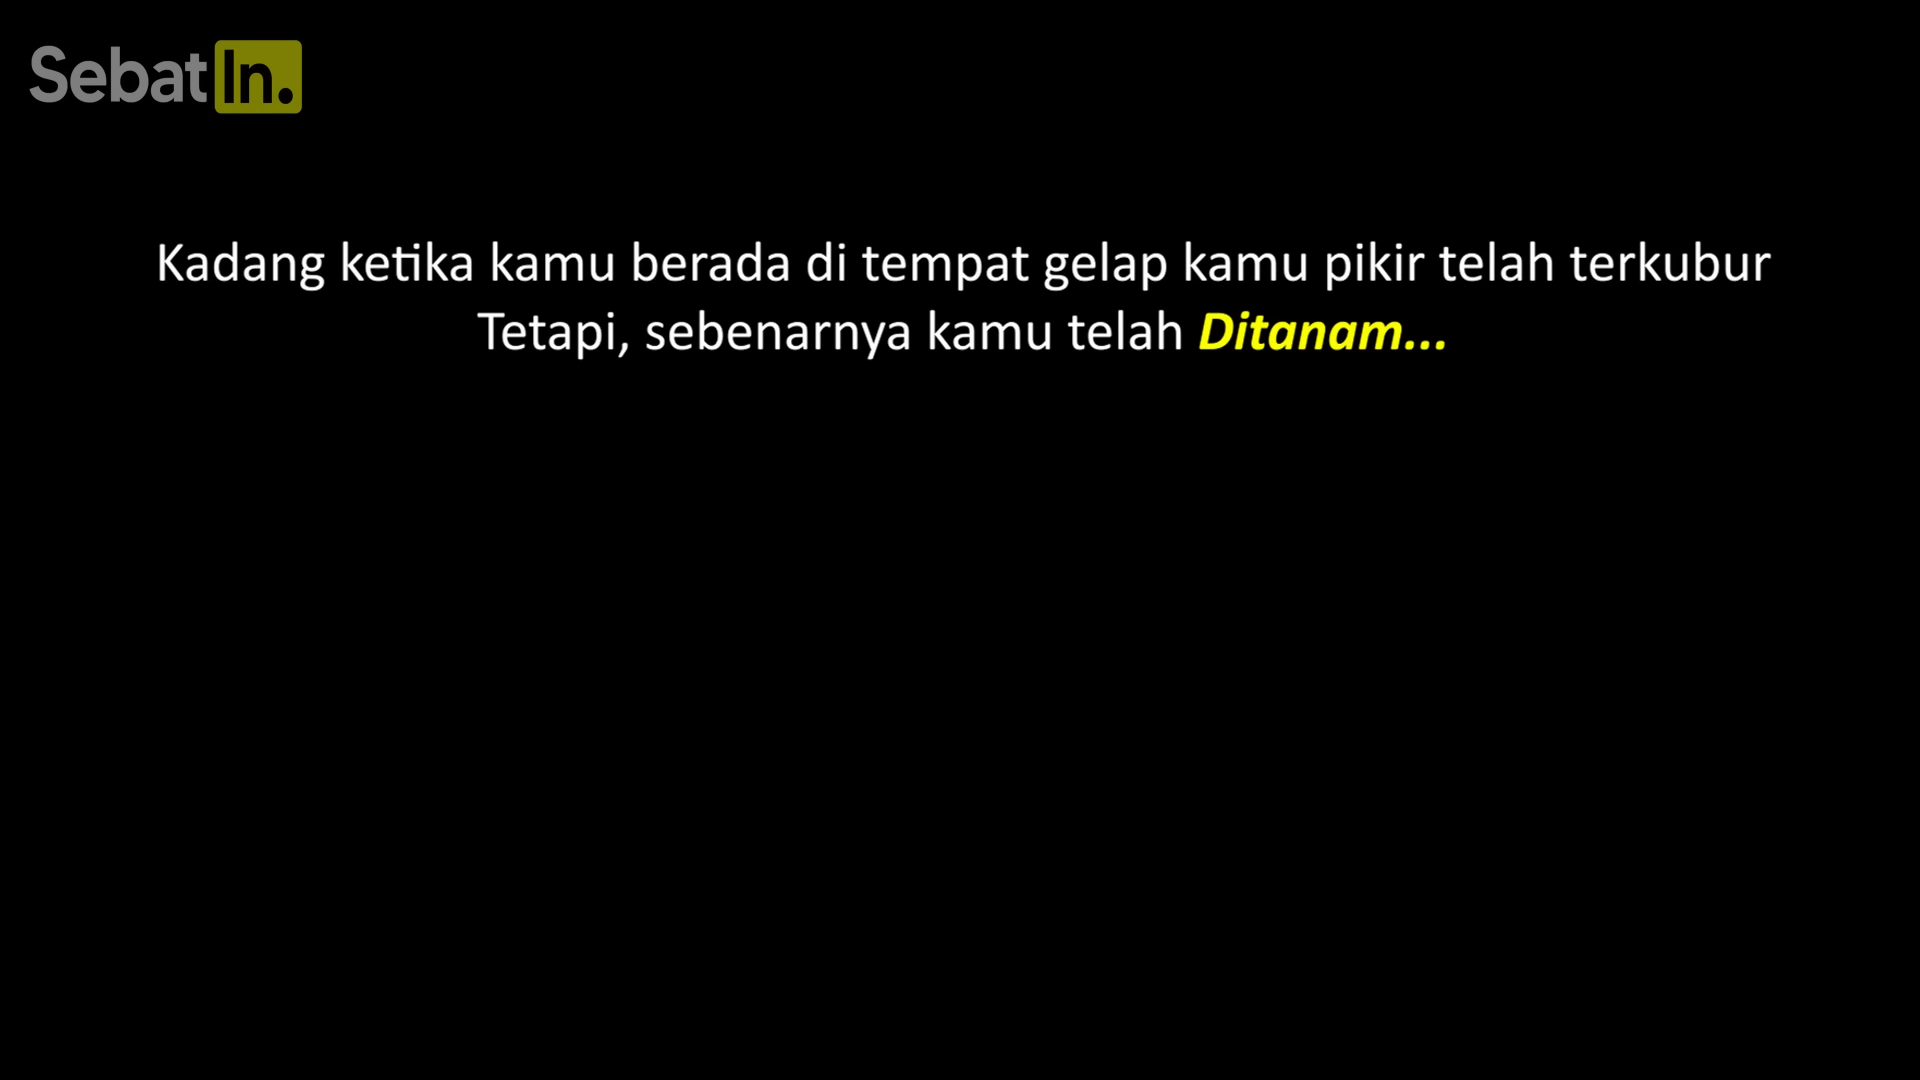 SebatIn.
Kadang ketika kamu berada di tempat gelap kamu pikir telah terkubur
Tetapi, sebenarnya kamu telah Ditanam...